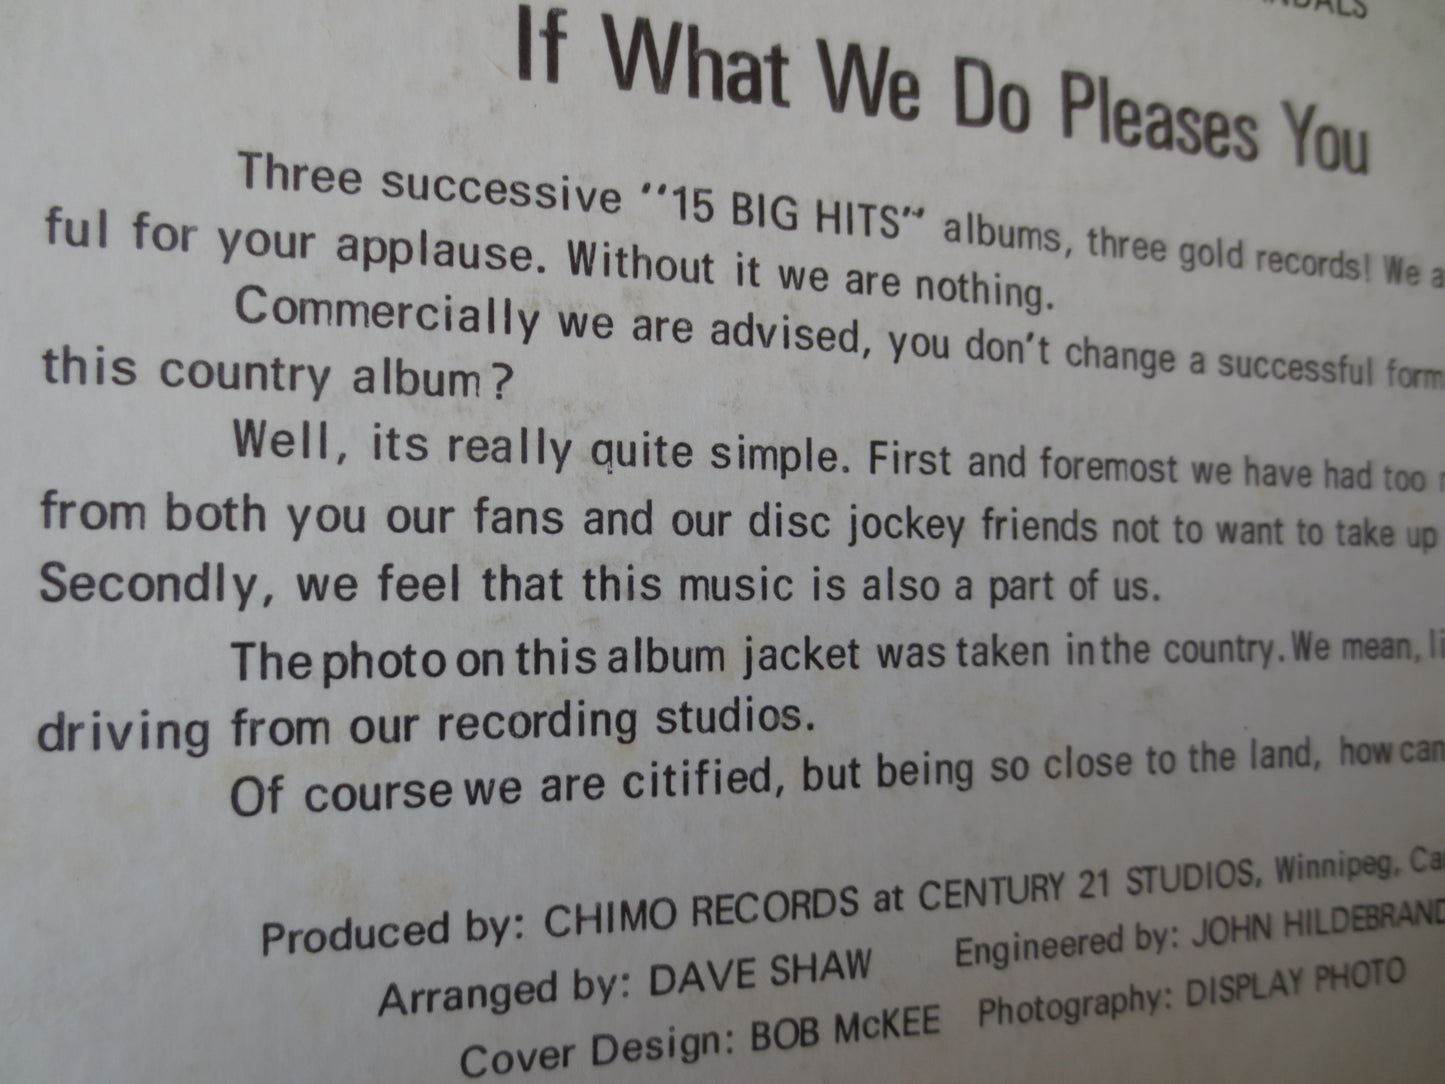 If What We Do Pleases You
Three successive "15 BIG HITS" albums, three gold records! We
ful for your applause. Without it we are nothing.
Commercially we are advised, you don't change a successful
this country album?
Well, its really quite simple. First and foremost we have had too
from both you our fans and our disc jockey friends not to want to take up
Secondly, we feel that this music is also a part of us.
The photo on this album jacket was taken in the country. We mean,
driving from our recording studios.
Of course we are citified, but being so close to the land, how can
Produced by: CHIMO RECORDS at CENTURY 21 STUDIOS, Winnipeg,
Arranged by: DAVE SHAW Engineered by: JOHN HILDEBRAND
Cover Design: BOB McKEE Photography: DISPLAY PHOTO